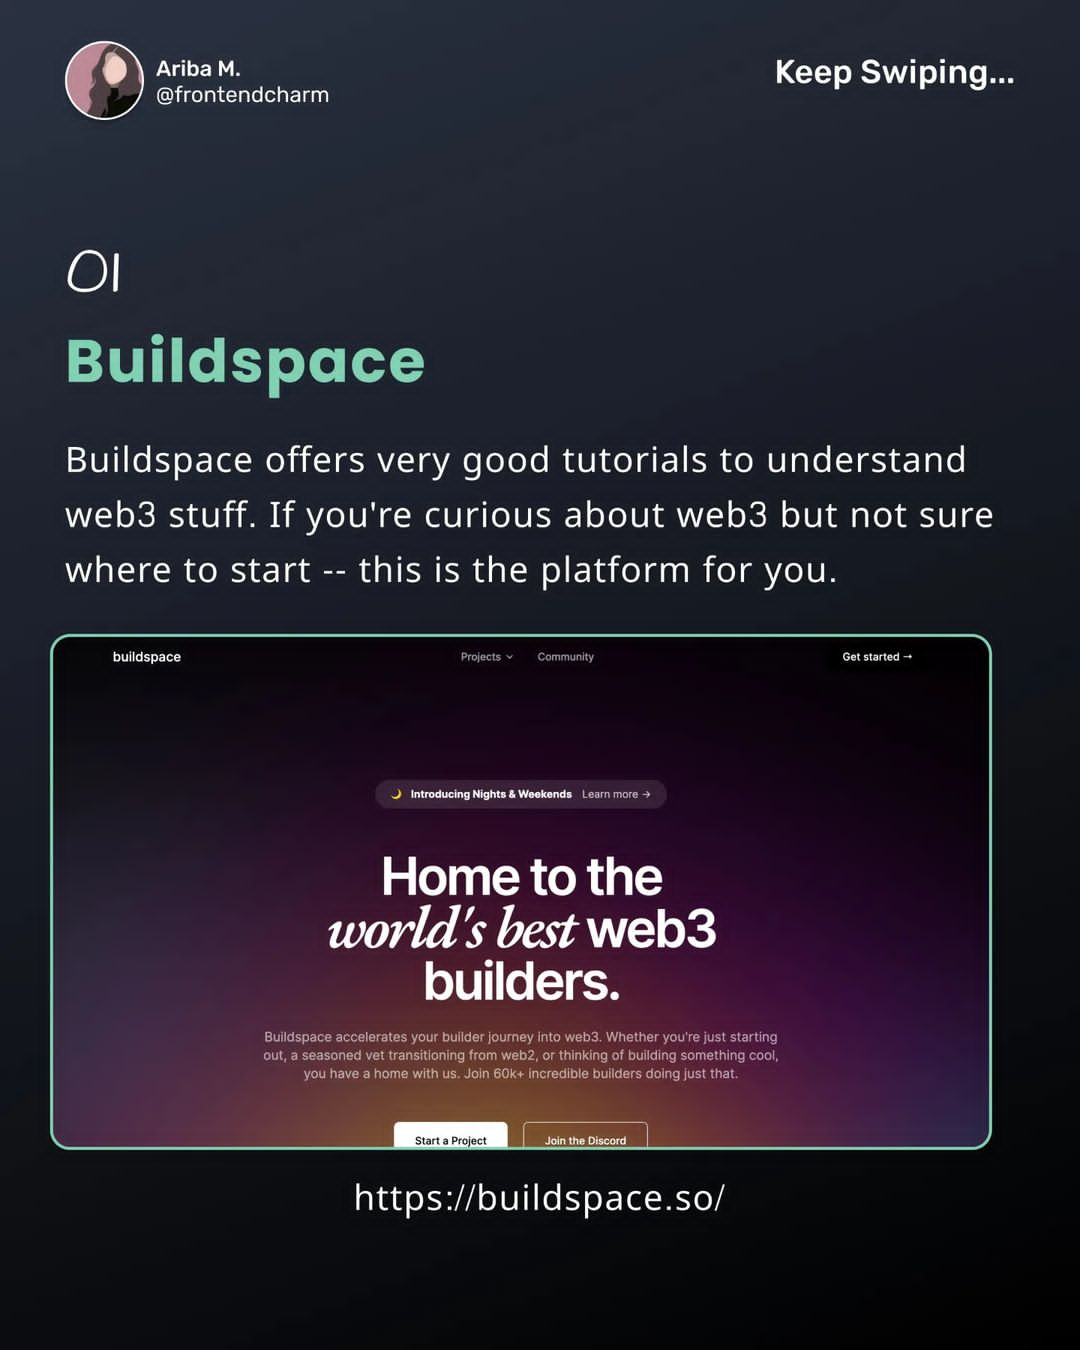 Ariba M.
@frontendcharm
Keep Swiping...
01
Buildspace
Buildspace offers very good tutorials to understand
web3 stuff. If you're curious about web3 but not sure
where to start -- this is the platform for you.
buildspace
Projects
Community
Get started →
🌙 Introducing Nights & Weekends Learn more →
Home to the
world's best web3
builders.
Buildspace accelerates your builder journey into web3. Whether you're just starting
out, a seasoned vet transitioning from web2, or thinking of building something cool,
you have a home with us. Join 60k+ incredible builders doing just that.
Start a Project
Join the Discord
https://buildspace.so/